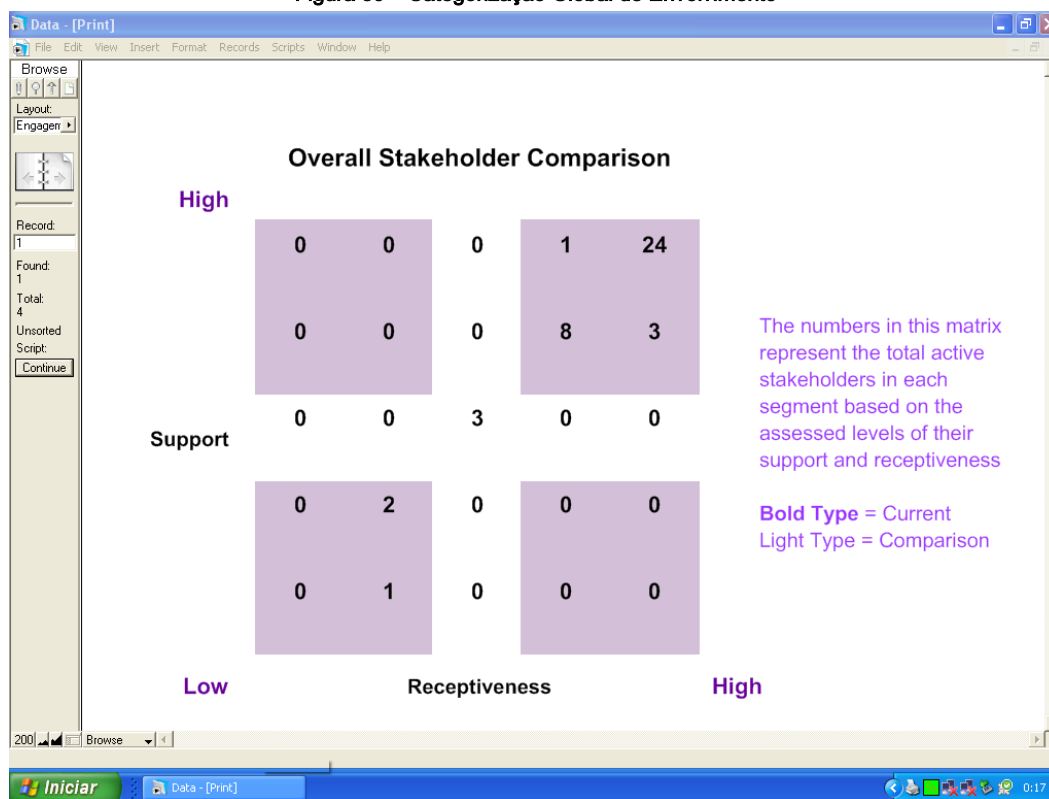 Data - [Print]
File Edit View Insert Format Records Scripts Window Help
Browse
Layout:
Engagem
Overall Stakeholder Comparison
High
Record:
1
Found:
1
Total:
4
Unsorted
Script:
Continue
0 0 0 1 24
0 0 0 8 3
Support
0 0 3 0 0
0 2 0 0 0
0 1 0 0 0
The numbers in this matrix
represent the total active
stakeholders in each
segment based on the
assessed levels of their
support and receptiveness
Bold Type = Current
Light Type = Comparison
Low Receptiveness High
200 Browse
Iniciar Data - [Print] 0:17